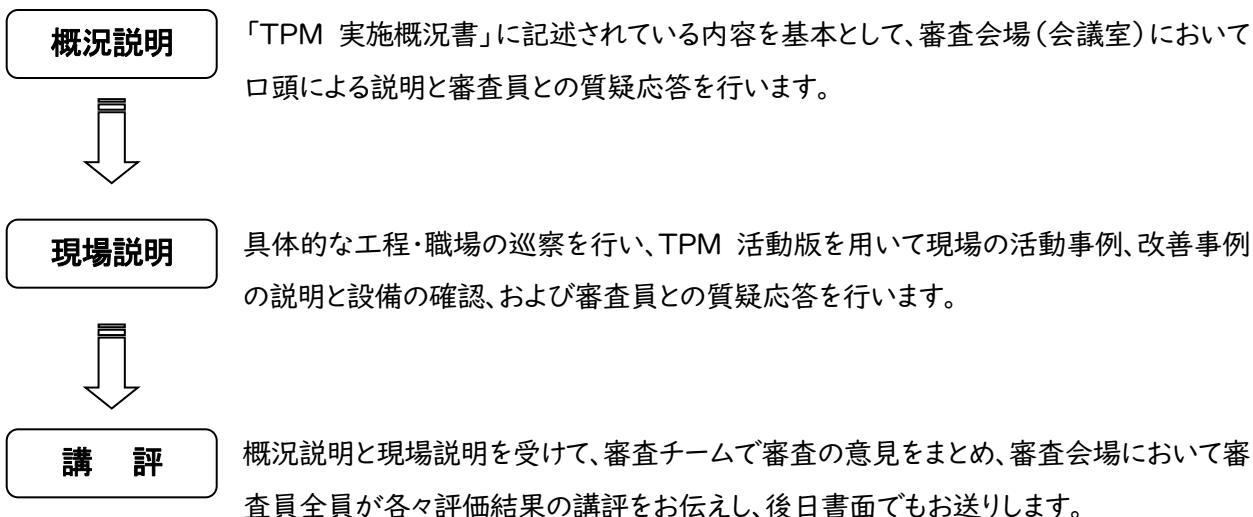 概況説明
「TPM 実施概況書」に記述されている内容を基本として、審査会場（会議室）において
口頭による説明と審査員との質疑応答を行います。
現場説明
具体的な工程・職場の巡察を行い、TPM 活動版を用いて現場の活動事例、改善事例
の説明と設備の確認、および審査員との質疑応答を行います。
講 評
概況説明と現場説明を受けて、審査チームで審査の意見をまとめ、審査会場において審
査員全員が各々評価結果の講評をお伝えし、後日書面でもお送りします。